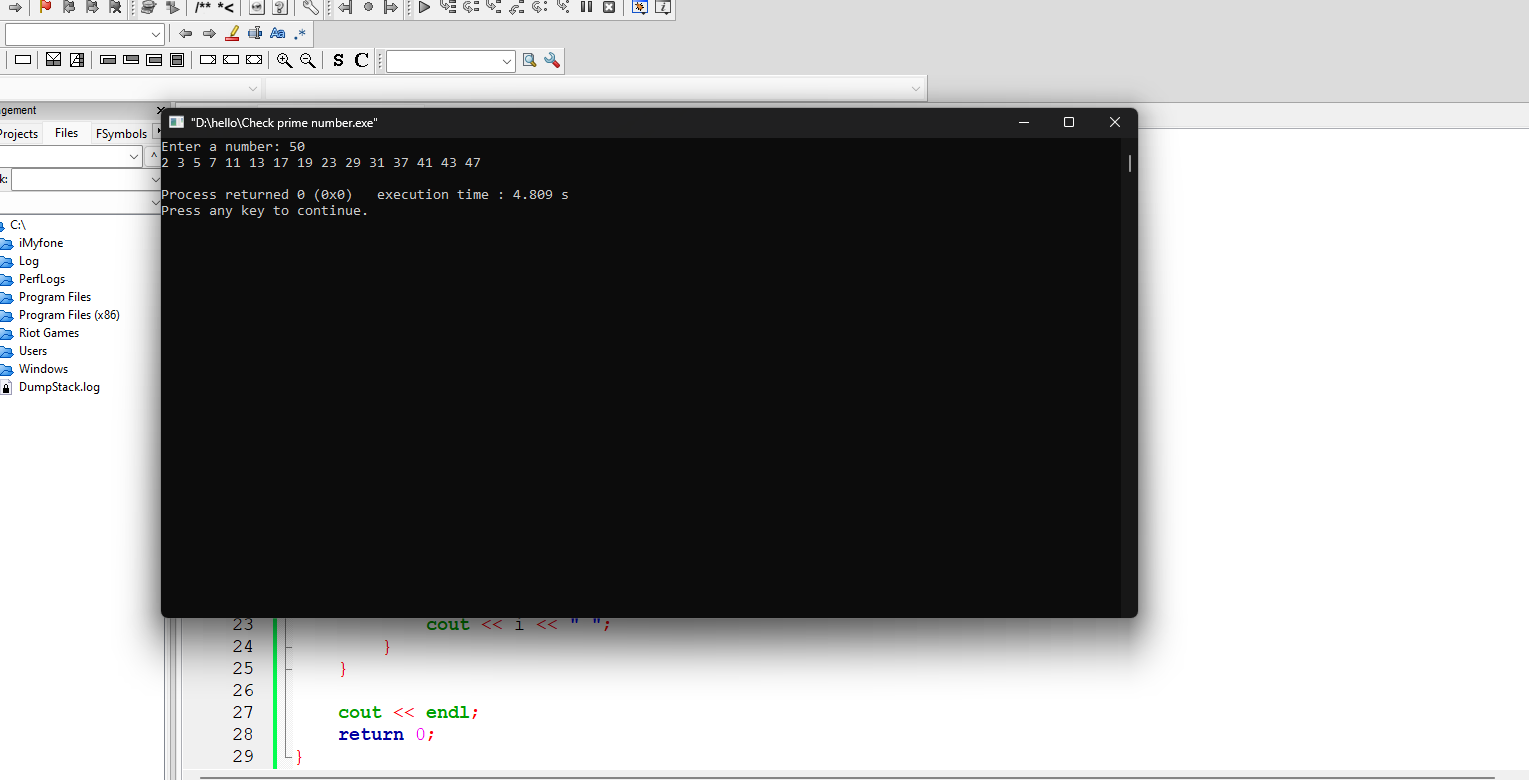 /** *<
Aa .*
S C
gement
Projects Files FSymbols
k:
C:\
iMyfone
Log
PerfLogs
Program Files
Program Files (x86)
Riot Games
Users
Windows
DumpStack.log
"D:\hello\Check prime number.exe"
Enter a number: 50
2 3 5 7 11 13 17 19 23 29 31 37 41 43 47
Process returned 0 (0x0)   execution time : 4.809 s
Press any key to continue.
23 cout << i << " ";
24 }
25 }
26
27 cout << endl;
28 return 0;
29 }